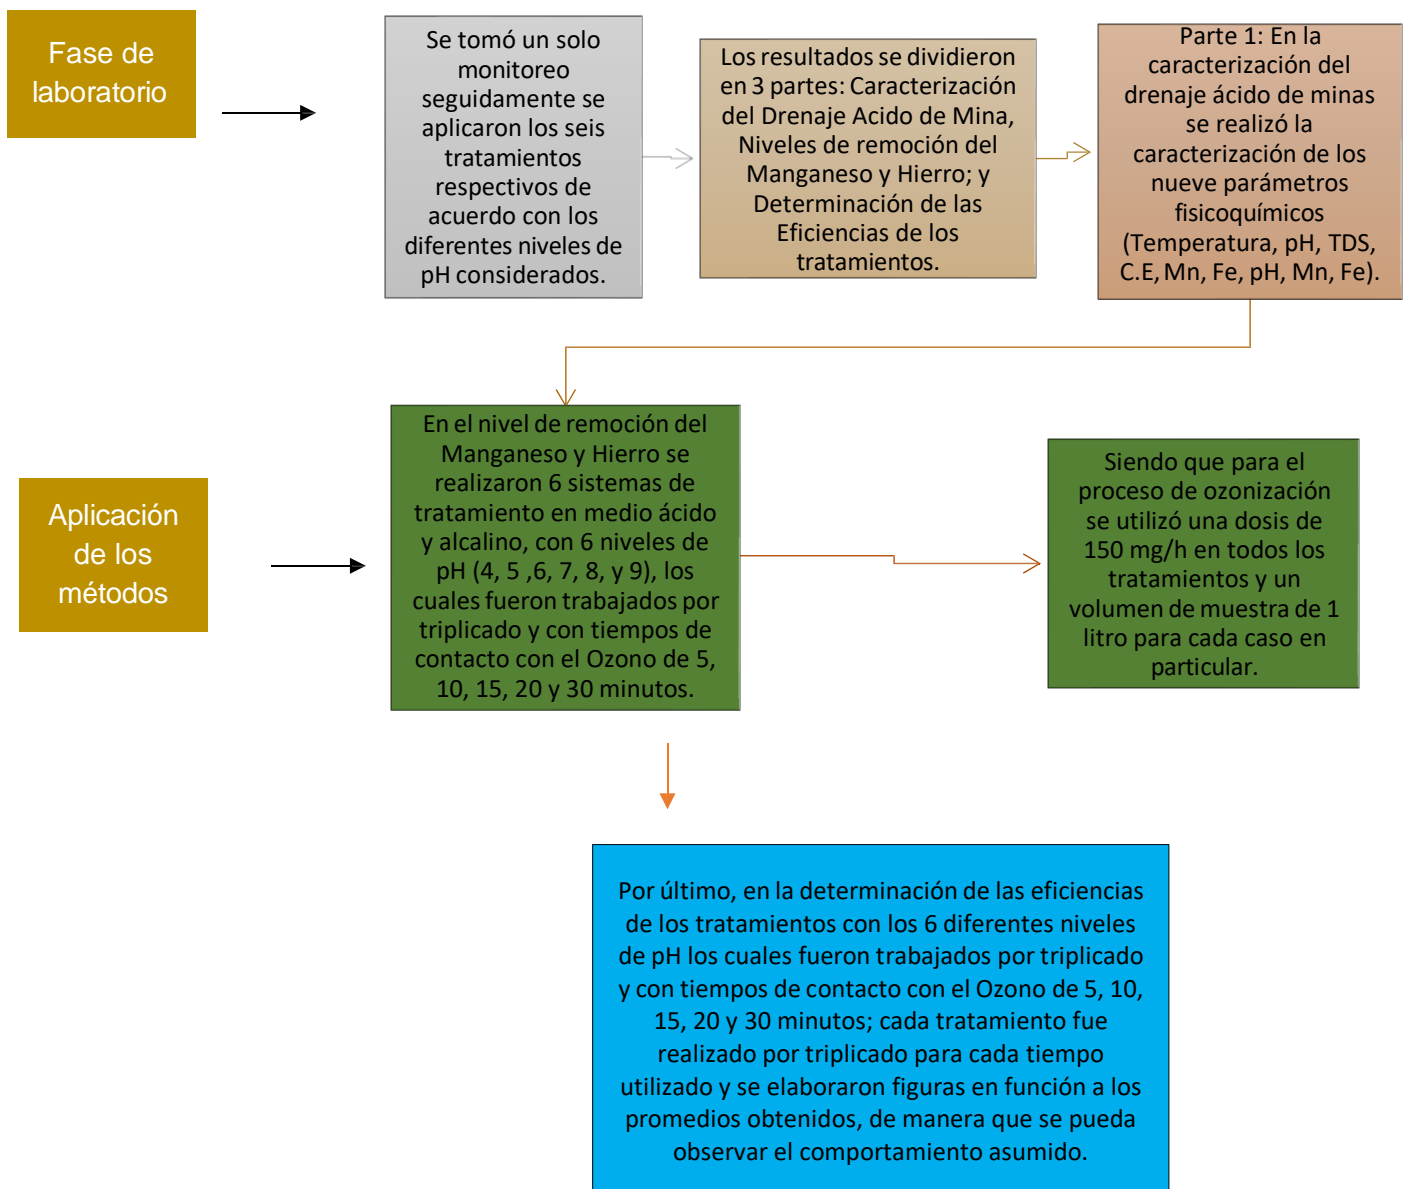 Fase de
laboratorio
Se tomó un solo
monitoreo
seguidamente se
aplicaron los seis
tratamientos
respectivos de
acuerdo con los
diferentes niveles de
pH considerados.
Los resultados se dividieron
en 3 partes: Caracterización
del Drenaje Acido de Mina,
Niveles de remoción del
Manganeso y Hierro; y
Determinación de las
Eficiencias de los
tratamientos.
Parte 1: En la
caracterización del
drenaje ácido de minas
se realizó la
caracterización de los
nueve parámetros
fisicoquímicos
(Temperatura, pH, TDS,
C.E, Mn, Fe, pH, Mn, Fe).
Aplicación
de los
métodos
En el nivel de remoción del
Manganeso y Hierro se
realizaron 6 sistemas de
tratamiento en medio ácido
y alcalino, con 6 niveles de
pH (4, 5 ,6, 7, 8, y 9), los
cuales fueron trabajados por
triplicado y con tiempos de
contacto con el Ozono de 5,
10, 15, 20 y 30 minutos.
Siendo que para el
proceso de ozonización
se utilizó una dosis de
150 mg/h en todos los
tratamientos y un
volumen de muestra de 1
litro para cada caso en
particular.
Por último, en la determinación de las eficiencias
de los tratamientos con los 6 diferentes niveles
de pH los cuales fueron trabajados por triplicado
y con tiempos de contacto con el Ozono de 5, 10,
15, 20 y 30 minutos; cada tratamiento fue
realizado por triplicado para cada tiempo
utilizado y se elaboraron figuras en función a los
promedios obtenidos, de manera que se pueda
observar el comportamiento asumido.